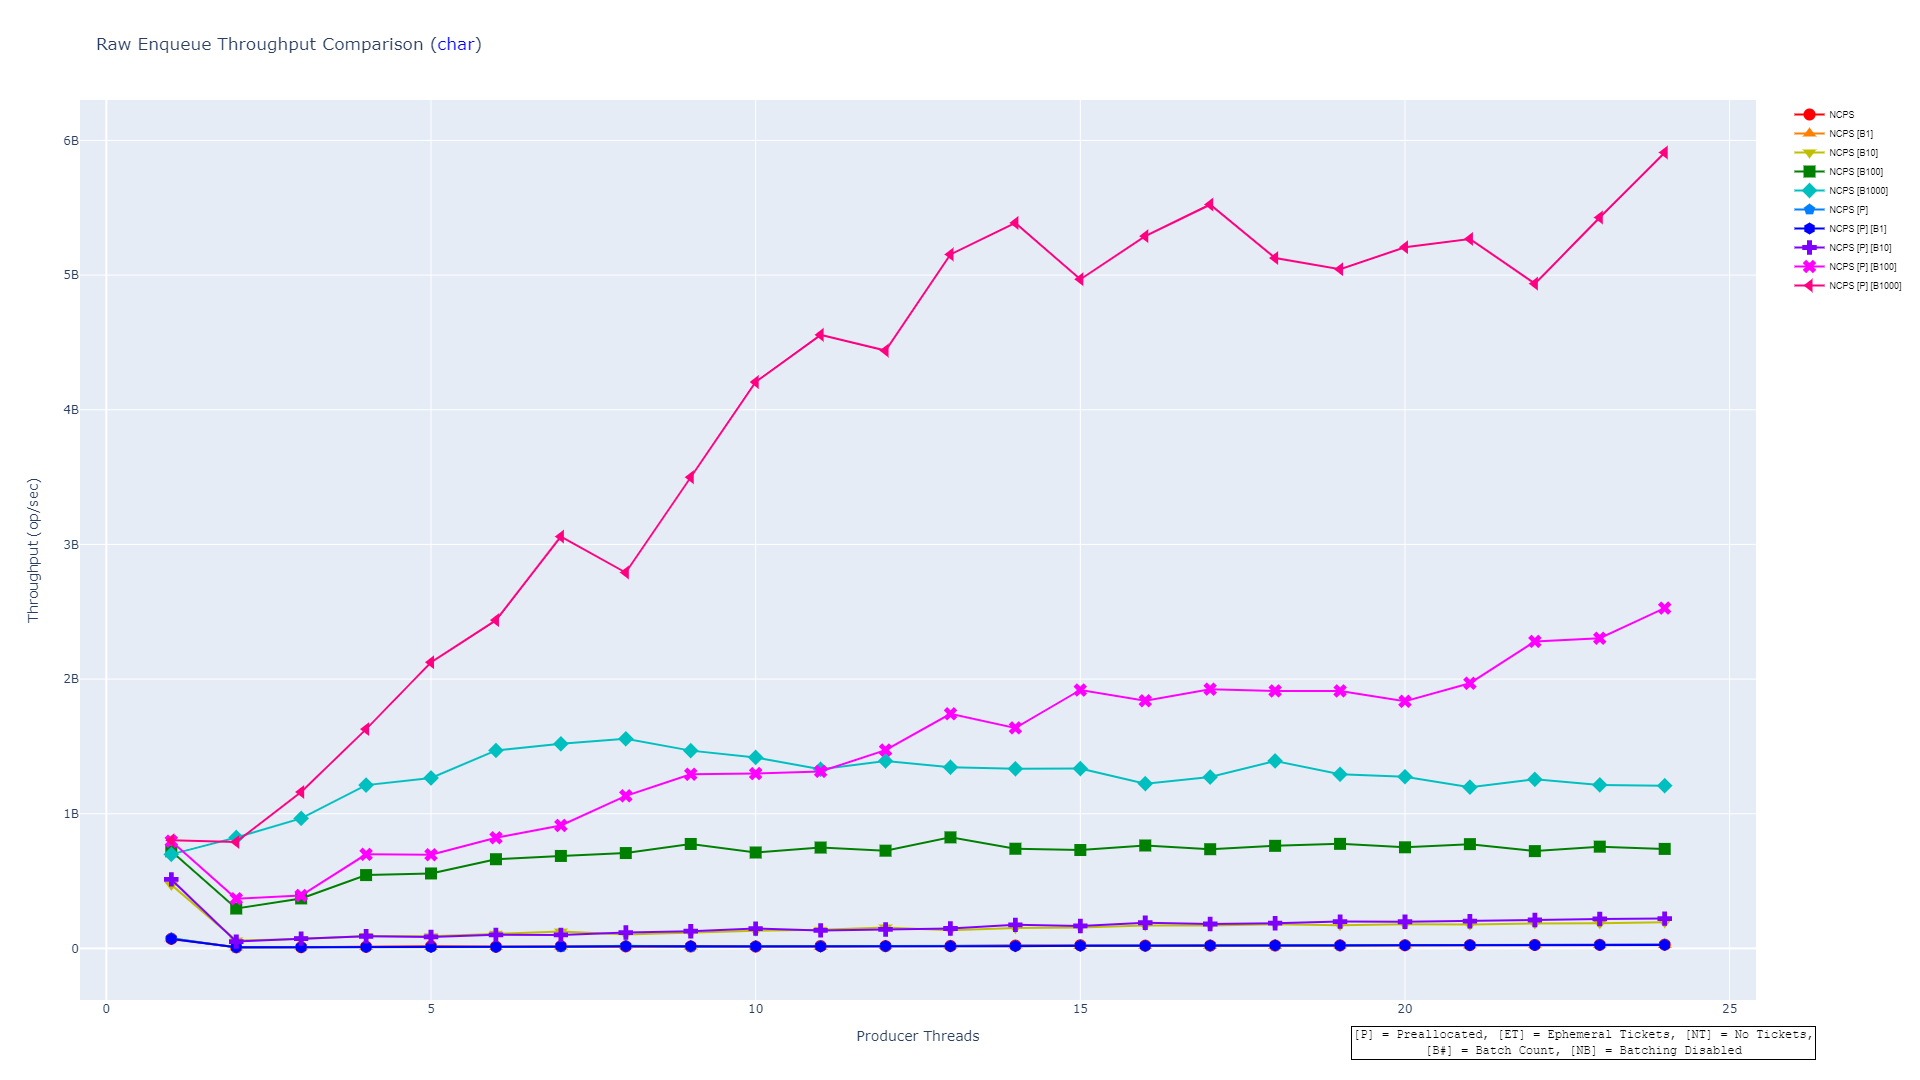 Raw Enqueue Throughput Comparison (char)
NCPS
NCPS [B1]
NCPS [B10]
NCPS [B100]
NCPS [B1000]
NCPS [P]
NCPS [P] [B1]
NCPS [P] [B10]
NCPS [P] [B100]
NCPS [P] [B1000]
6B
5B
4B
3B
2B
1B
0
Throughput (op/sec)
0 5 10 15 20 25
Producer Threads
[P] = Preallocated, [ET] = Ephemeral Tickets, [NT] = No Tickets,
[B#] = Batch Count, [NB] = Batching Disabled